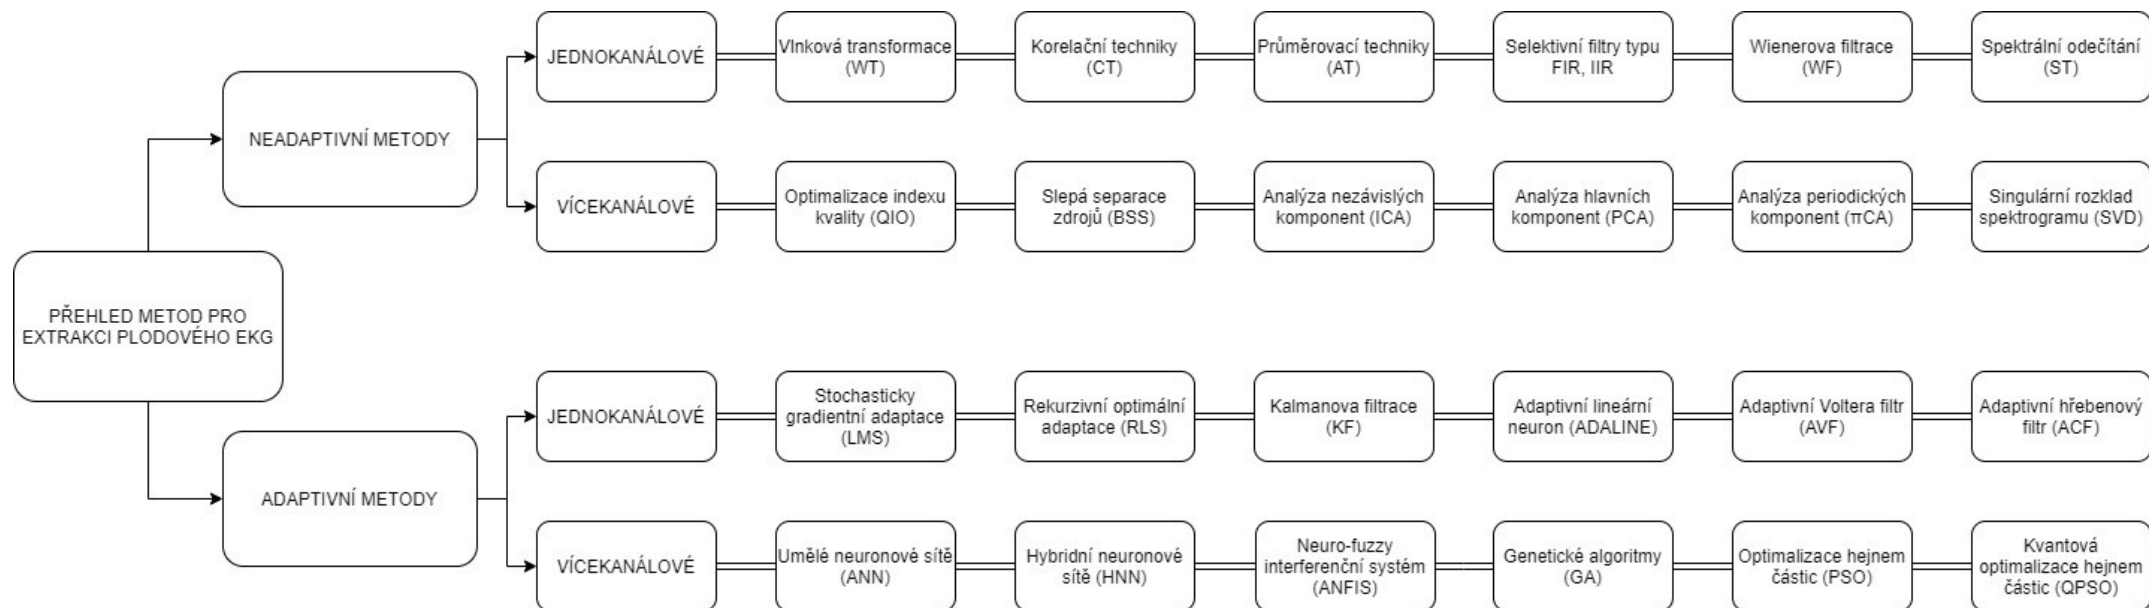 PŘEHLED METOD PRO
EXTRAKCI PLODOVÉHO EKG
NEADAPTIVNÍ METODY
JEDNOKANÁLOVÉ
Vlnková transformace
(WT)
Korelační techniky
(CT)
Průměrovací techniky
(AT)
Selektivní filtry typu
FIR, IIR
Wienerova filtrace
(WF)
Spektrální odečítání
(ST)
VÍCEKANÁLOVÉ
Optimalizace indexu
kvality (QIO)
Slepá separace
zdrojů (BSS)
Analýza nezávislých
komponent (ICA)
Analýza hlavních
komponent (PCA)
Analýza periodických
komponent (πCA)
Singulární rozklad
spektrogramu (SVD)
ADAPTIVNÍ METODY
JEDNOKANÁLOVÉ
Stochasticky
gradientní adaptace
(LMS)
Rekurzivní optimální
adaptace (RLS)
Kalmanova filtrace
(KF)
Adaptivní lineární
neuron (ADALINE)
Adaptivní Voltera filtr
(AVF)
Adaptivní hřebenový
filtr (ACF)
VÍCEKANÁLOVÉ
Umělé neuronové sítě
(ANN)
Hybridní neuronové
sítě (HNN)
Neuro-fuzzy
interferenční systém
(ANFIS)
Genetické algoritmy
(GA)
Optimalizace hejnem
částic (PSO)
Kvantová
optimalizace hejnem
částic (QPSO)